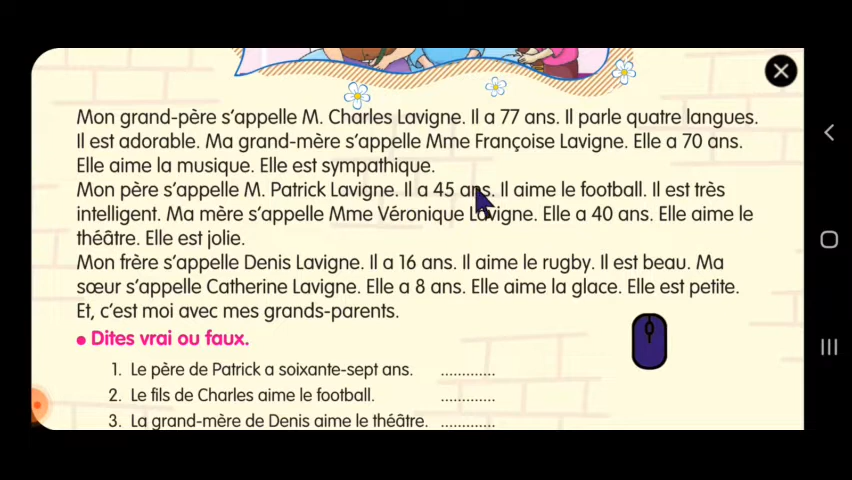 Mon grand-père s'appelle M. Charles Lavigne. Il a 77 ans. Il parle quatre langues.
Il est adorable. Ma grand-mère s'appelle Mme Françoise Lavigne. Elle a 70 ans.
Elle aime la musique. Elle est sympathique.
Mon père s'appelle M. Patrick Lavigne. Il a 45 ans. Il aime le football. Il est très
intelligent. Ma mère s'appelle Mme Véronique Lavigne. Elle a 40 ans. Elle aime le
théâtre. Elle est jolie.
Mon frère s'appelle Denis Lavigne. Il a 16 ans. Il aime le rugby. Il est beau. Ma
sœur s'appelle Catherine Lavigne. Elle a 8 ans. Elle aime la glace. Elle est petite.
Et, c'est moi avec mes grands-parents.
• Dites vrai ou faux.
1. Le père de Patrick a soixante-sept ans. .............
2. Le fils de Charles aime le football. .............
3. La grand-mère de Denis aime le théâtre. .............